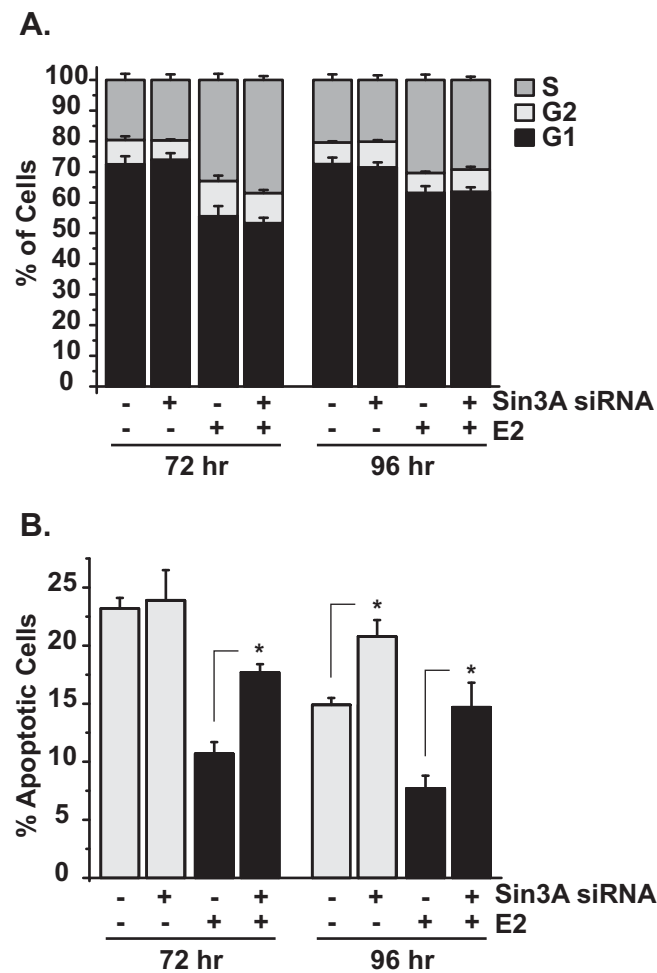 A.
% of Cells
100
90
80
70
60
50
40
30
20
10
0
S
G2
G1
- + - + - + - + Sin3A siRNA
- - + + - - + + E2
72 hr 96 hr
B.
% Apoptotic Cells
25
20
15
10
5
0
* * *
- + - + - + - + Sin3A siRNA
- - + + - - + + E2
72 hr 96 hr